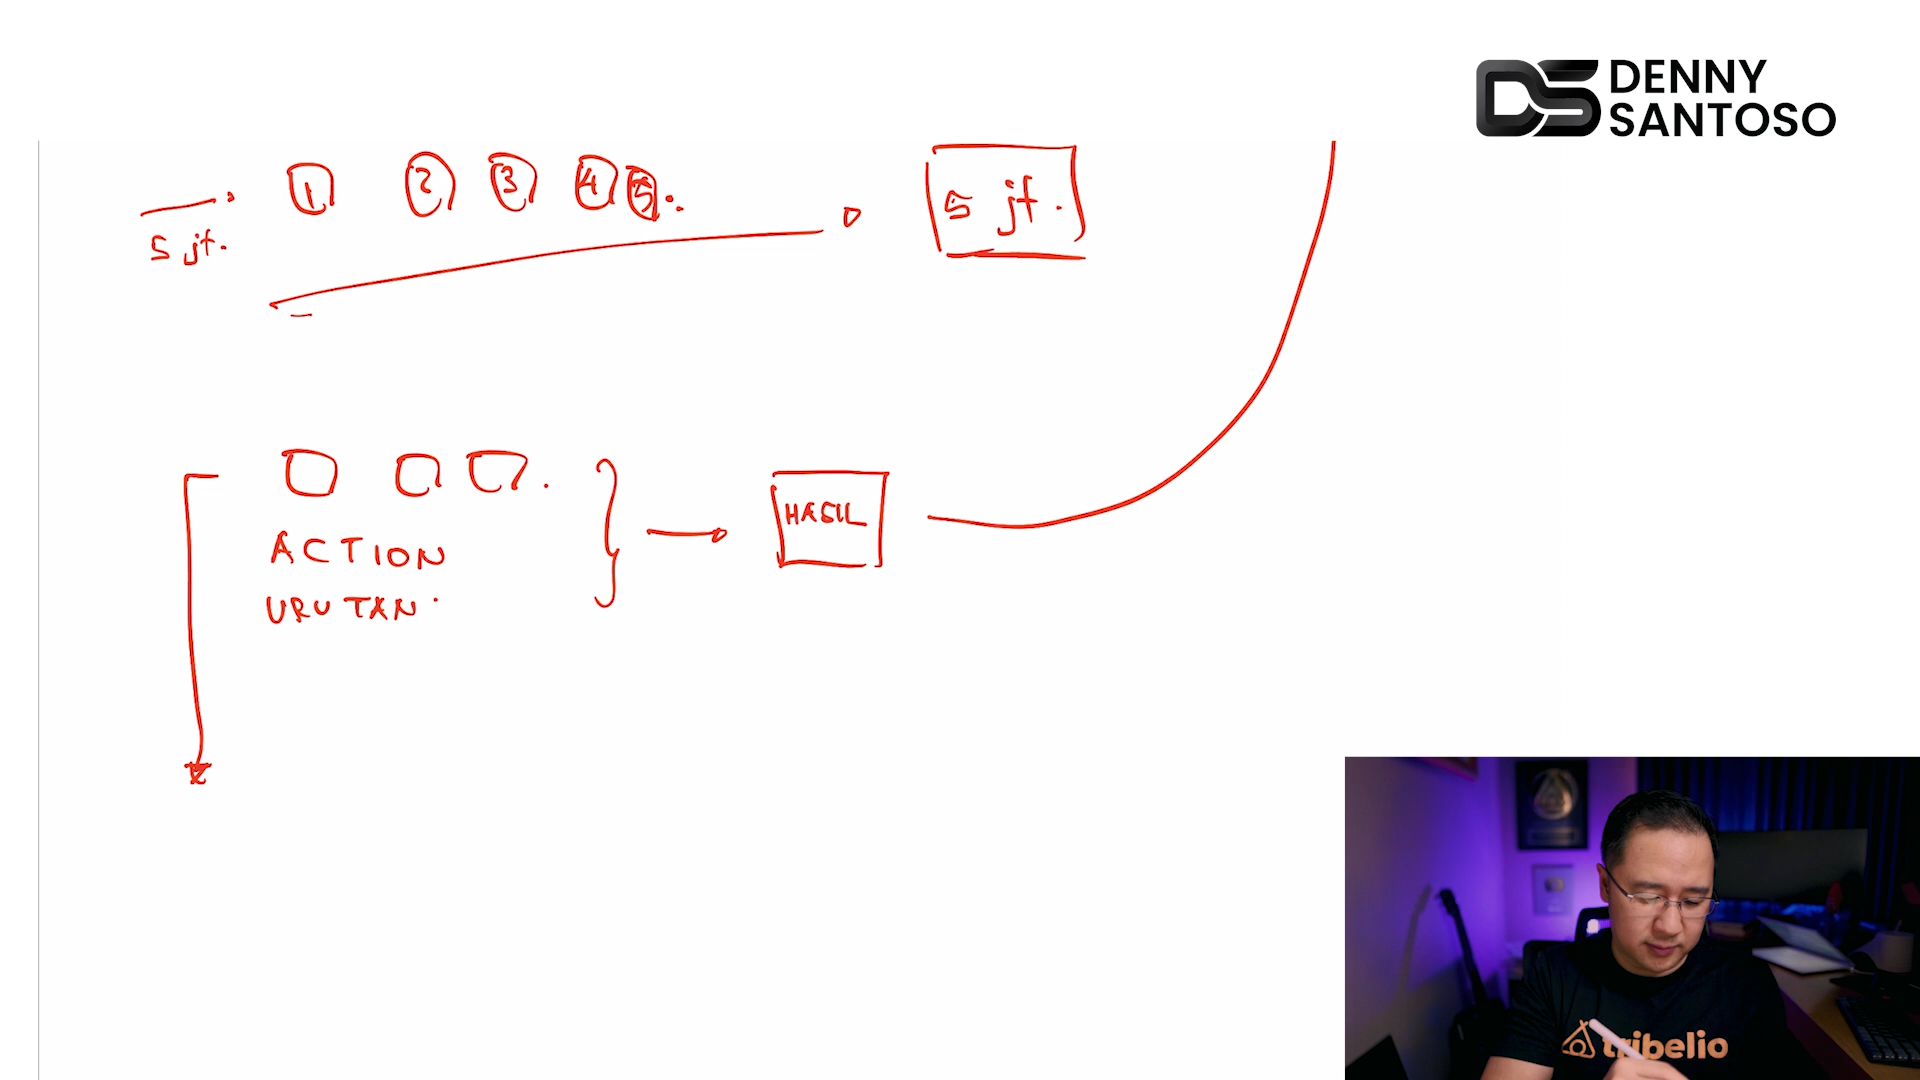 DENNY
SANTOSO
1 2 3 4 5.
5 jt.
5 jt.
HASIL
ACTION
URUTAN
tribelio